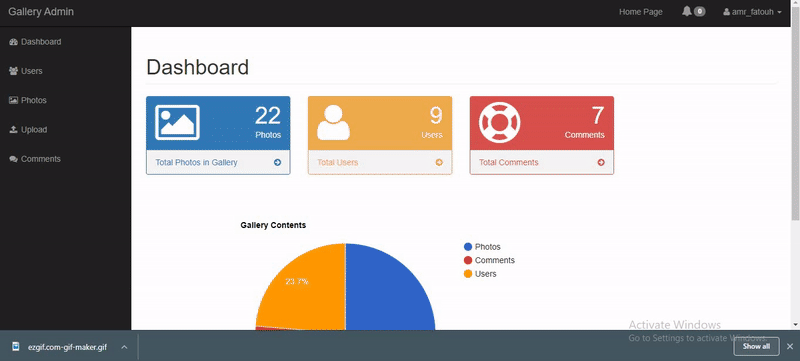 Gallery Admin
Home Page
0
amr_fatouh
Dashboard
Users
Photos
Upload
Comments
Dashboard
22
Photos
Total Photos in Gallery
9
Users
Total Users
7
Comments
Total Comments
Gallery Contents
23.7%
Photos
Comments
Users
Activate Windows
Go to Settings to activate Windows.
ezgif.com-gif-maker.gif
Show all